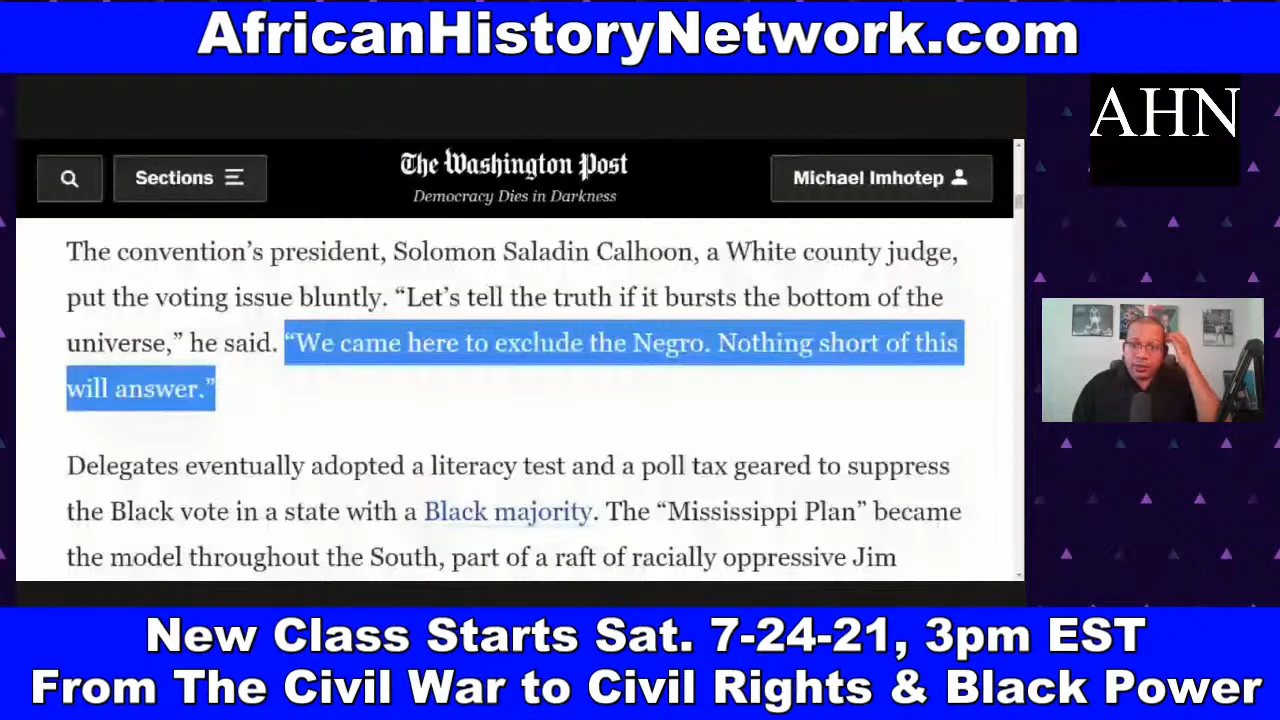 AfricanHistoryNetwork.com
AHN
Sections
The Washington Post
Democracy Dies in Darkness
Michael Imhotep
The convention’s president, Solomon Saladin Calhoon, a White county judge,
put the voting issue bluntly. “Let’s tell the truth if it bursts the bottom of the
universe,” he said. “We came here to exclude the Negro. Nothing short of this
will answer.”
Delegates eventually adopted a literacy test and a poll tax geared to suppress
the Black vote in a state with a Black majority. The “Mississippi Plan” became
the model throughout the South, part of a raft of racially oppressive Jim
New Class Starts Sat. 7-24-21, 3pm EST
From The Civil War to Civil Rights & Black Power